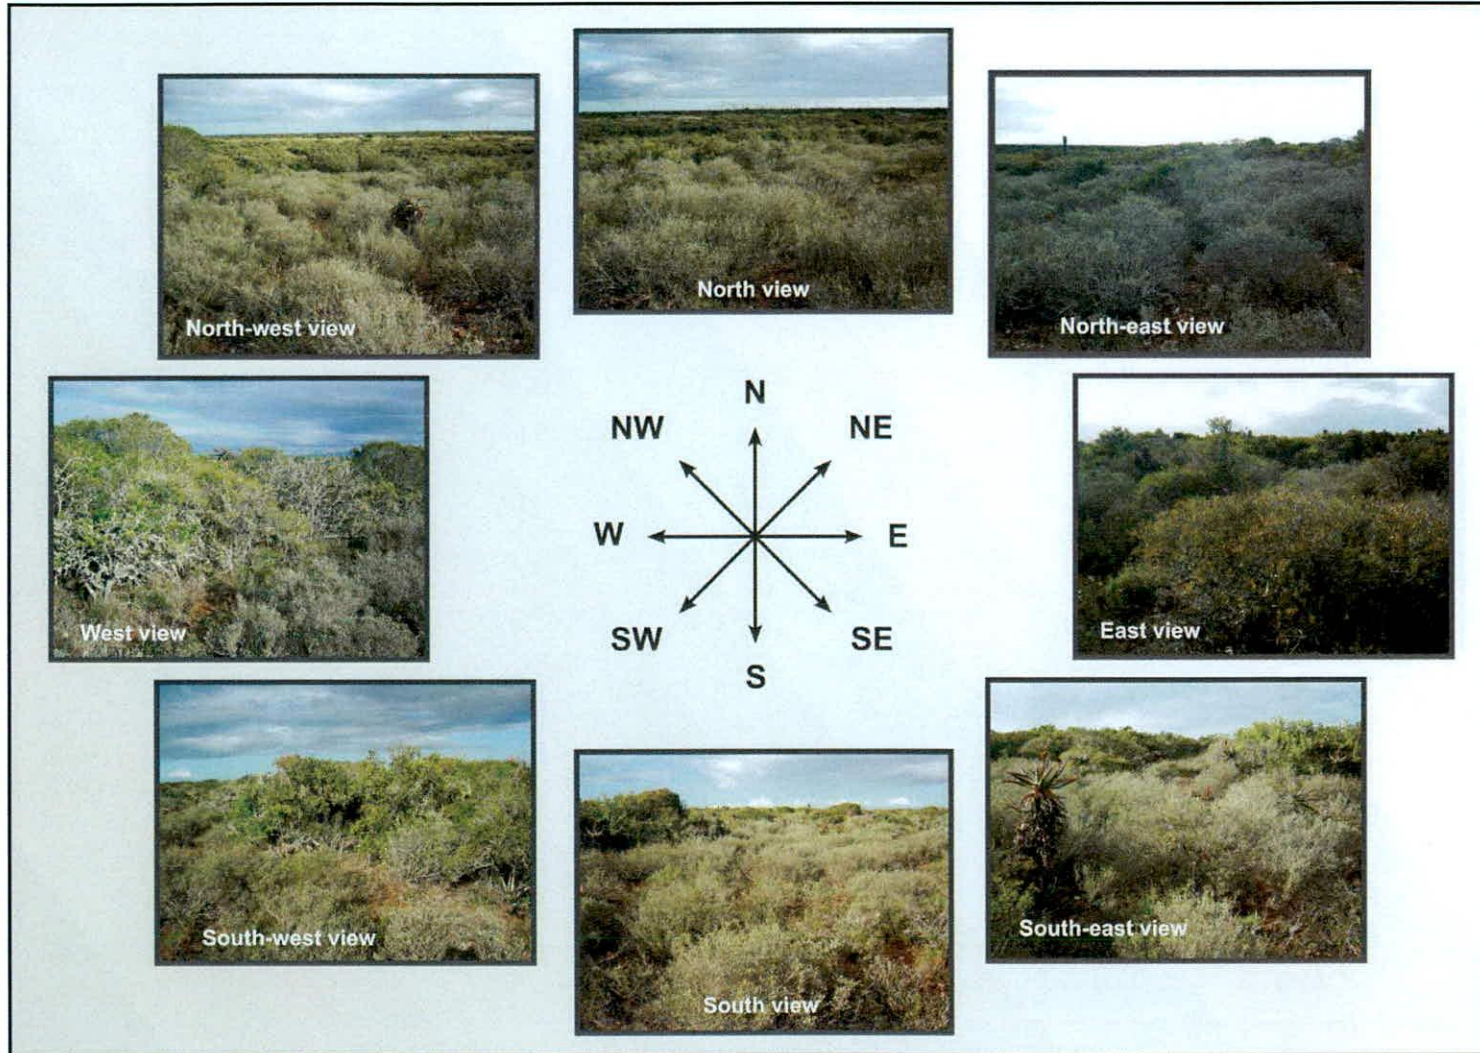 North view
North-west view
North-east view
N
NW
NE
W
E
SW
SE
S
West view
East view
South-west view
South-east view
South view